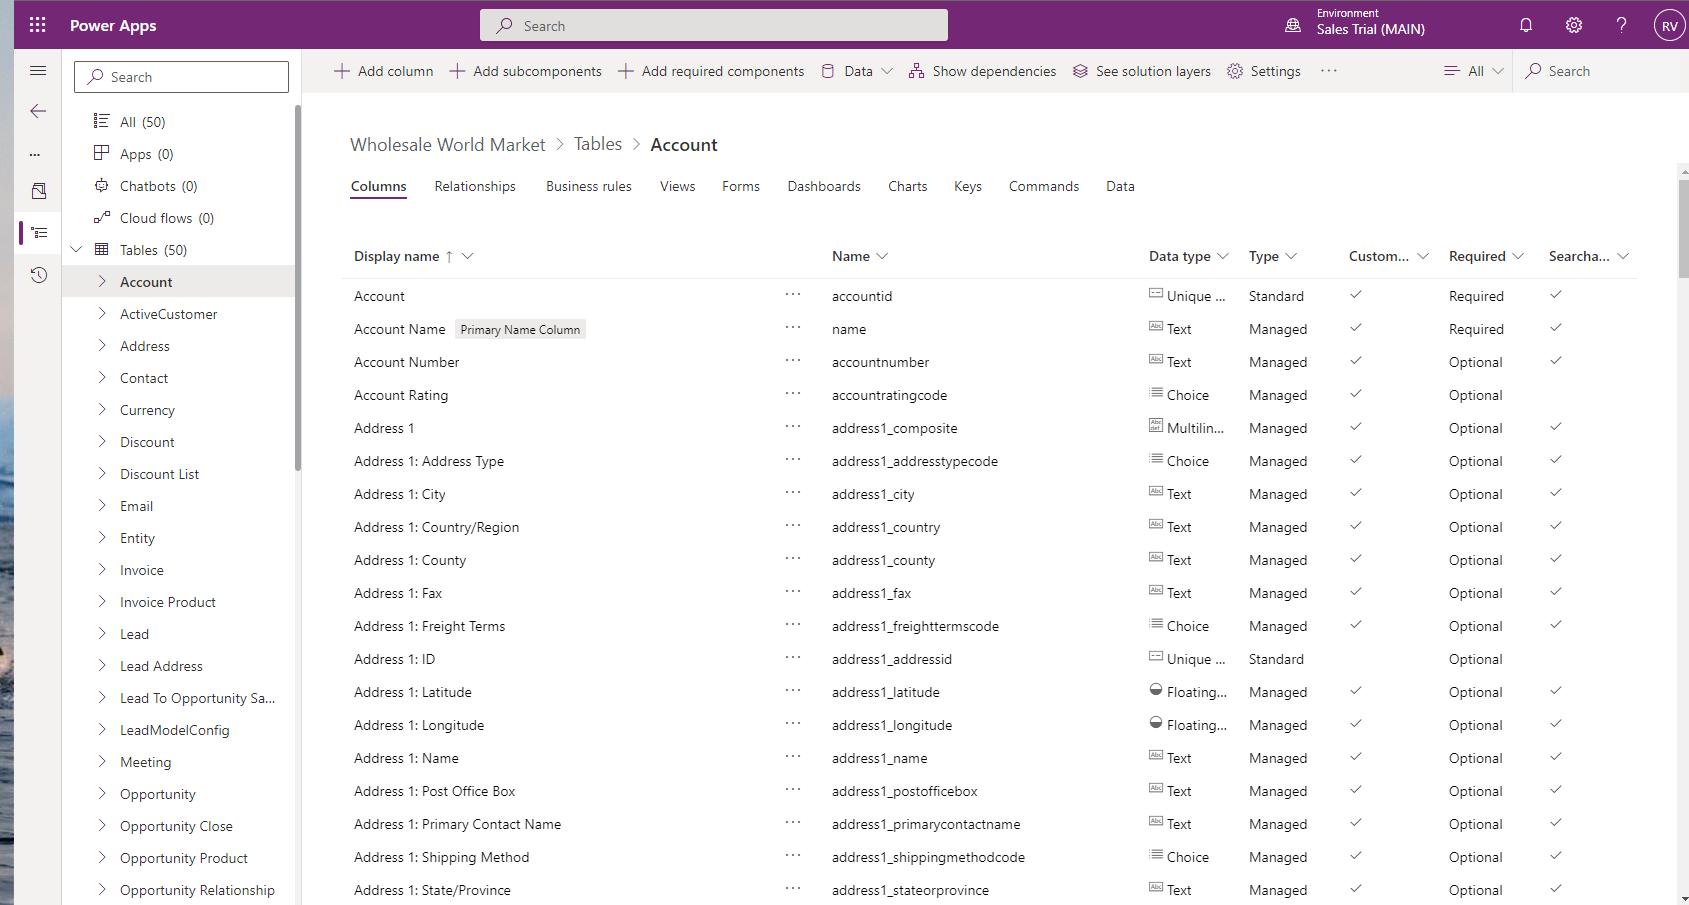 Power Apps
Search
Environment
Sales Trial (MAIN)
?
RV
Search
Add column
Add subcomponents
Add required components
Data
Show dependencies
See solution layers
Settings
...
All
Search
All (50)
Apps (0)
Chatbots (0)
Cloud flows (0)
Tables (50)
Account
ActiveCustomer
Address
Contact
Currency
Discount
Discount List
Email
Entity
Invoice
Invoice Product
Lead
Lead Address
Lead To Opportunity Sa...
LeadModelConfig
Meeting
Opportunity
Opportunity Close
Opportunity Product
Opportunity Relationship
Wholesale World Market > Tables > Account
Columns Relationships Business rules Views Forms Dashboards Charts Keys Commands Data
Display name ↑ Name Data type Type Custom... Required Searcha...
Account ... accountid Unique ... Standard ✓ Required ✓
Account Name Primary Name Column ... name Abc Text Managed ✓ Required ✓
Account Number ... accountnumber Abc Text Managed ✓ Optional ✓
Account Rating ... accountratingcode Choice Managed ✓ Optional
Address 1 ... address1_composite Abc def Multilin... Managed ✓ Optional ✓
Address 1: Address Type ... address1_addresstypecode Choice Managed ✓ Optional ✓
Address 1: City ... address1_city Abc Text Managed ✓ Optional ✓
Address 1: Country/Region ... address1_country Abc Text Managed ✓ Optional ✓
Address 1: County ... address1_county Abc Text Managed ✓ Optional ✓
Address 1: Fax ... address1_fax Abc Text Managed ✓ Optional ✓
Address 1: Freight Terms ... address1_freighttermscode Choice Managed ✓ Optional ✓
Address 1: ID ... address1_addressid Unique ... Standard Optional
Address 1: Latitude ... address1_latitude Floating... Managed ✓ Optional ✓
Address 1: Longitude ... address1_longitude Floating... Managed ✓ Optional ✓
Address 1: Name ... address1_name Abc Text Managed ✓ Optional ✓
Address 1: Post Office Box ... address1_postofficebox Abc Text Managed ✓ Optional ✓
Address 1: Primary Contact Name ... address1_primarycontactname Abc Text Managed ✓ Optional ✓
Address 1: Shipping Method ... address1_shippingmethodcode Choice Managed ✓ Optional ✓
Address 1: State/Province ... address1_stateorprovince Abc Text Managed ✓ Optional ✓